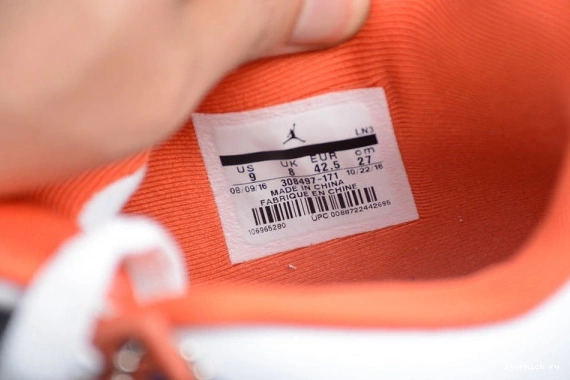 LN3
US UK EUR cm
9 8 42.5 27
08/09/16 308497-171 10/22/16
MADE IN CHINA
FABRIQUE EN CHINE
106965280 UPC 00887224426